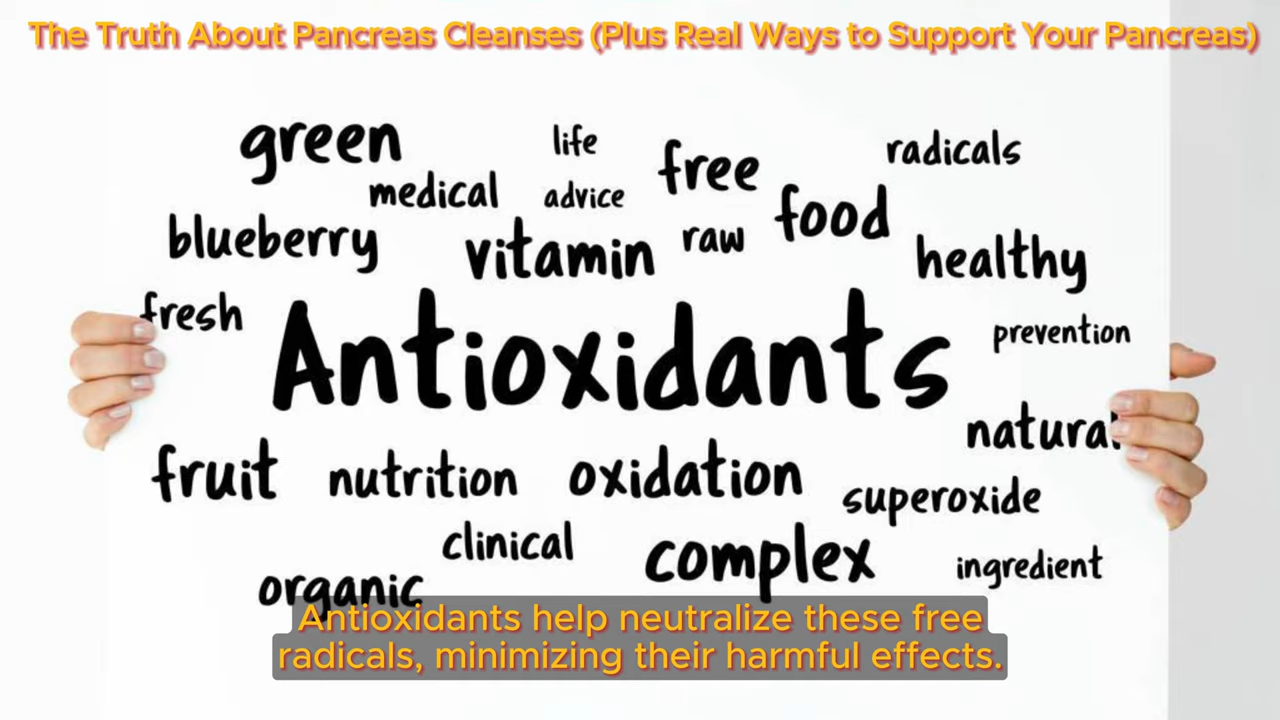 The Truth About Pancreas Cleanses (Plus Real Ways to Support Your Pancreas)
green
life
free
radicals
medical
advice
food
blueberry
vitamin
raw
healthy
fresh
Antioxidants
prevention
natural
fruit
nutrition
oxidation
superoxide
clinical
complex
ingredient
organic
Antioxidants help neutralize these free
radicals, minimizing their harmful effects.